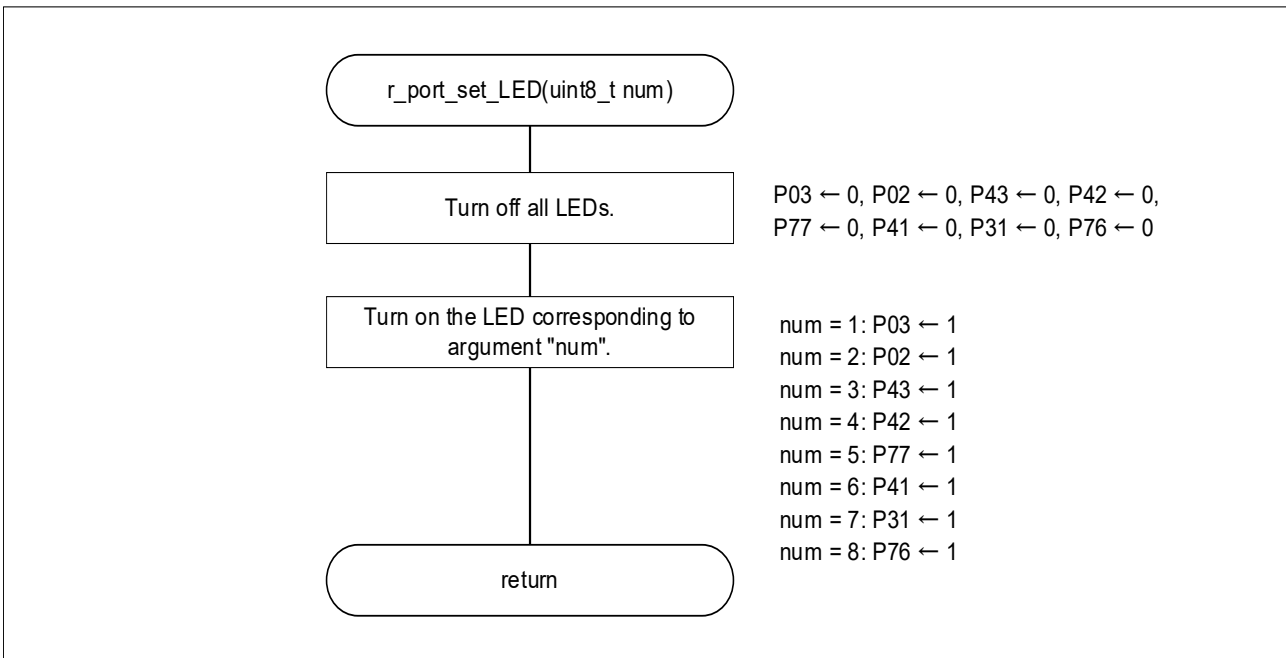 r_port_set_LED(uint8_t num)
Turn off all LEDs.
P03 ← 0, P02 ← 0, P43 ← 0, P42 ← 0,
P77 ← 0, P41 ← 0, P31 ← 0, P76 ← 0
Turn on the LED corresponding to
argument "num".
num = 1: P03 ← 1
num = 2: P02 ← 1
num = 3: P43 ← 1
num = 4: P42 ← 1
num = 5: P77 ← 1
num = 6: P41 ← 1
num = 7: P31 ← 1
num = 8: P76 ← 1
return